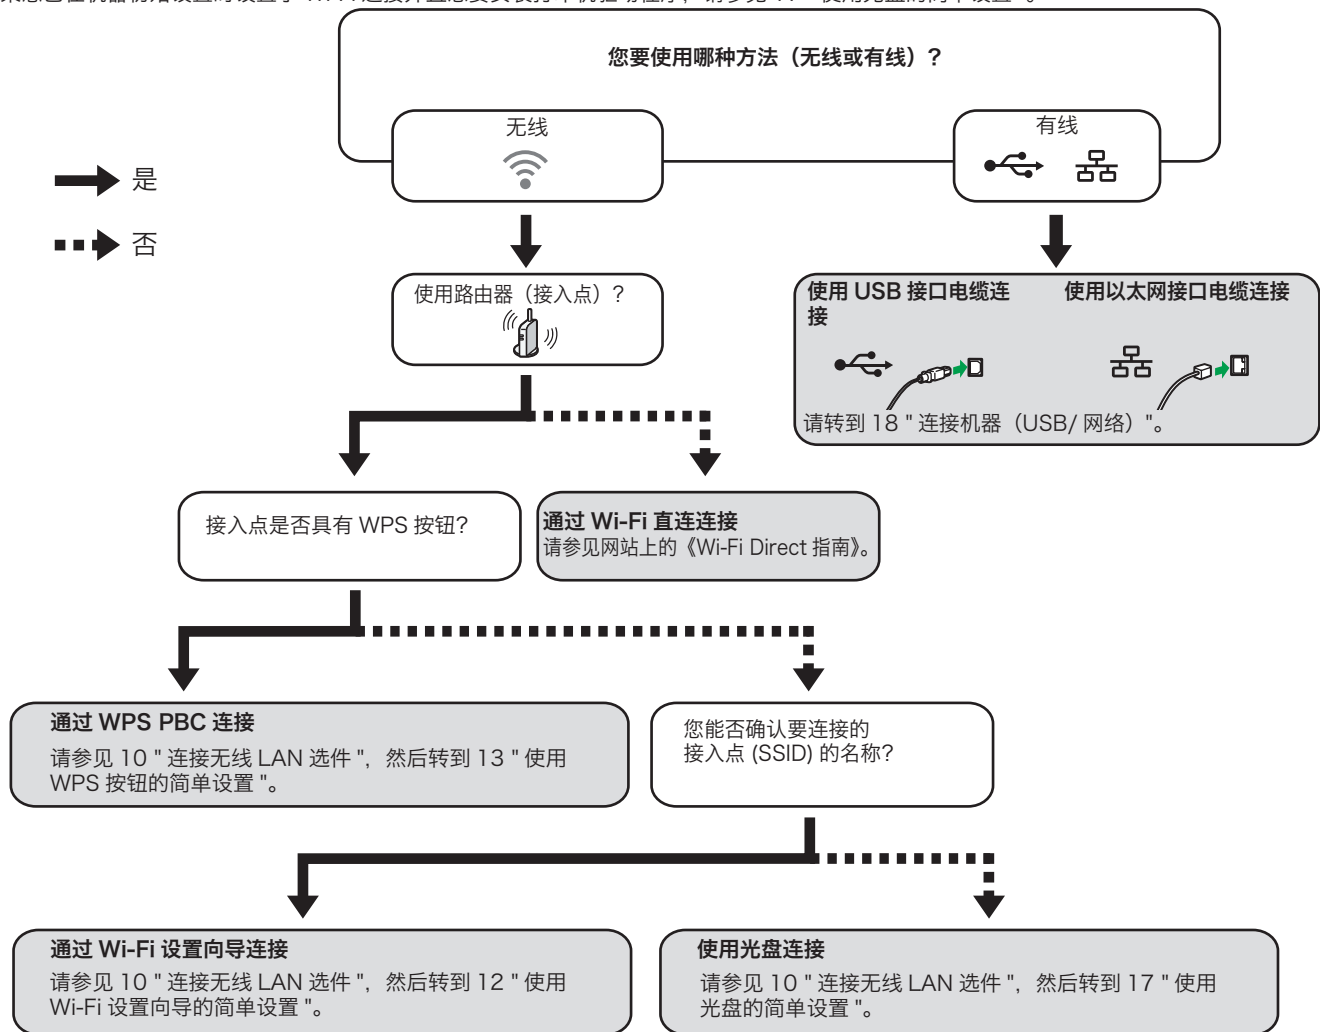 您要使用哪种方法（无线或有线）?
无线
有线
是
否
使用路由器（接入点）?
使用 USB 接口电缆连
接
使用以太网接口电缆连接
请转到 18 " 连接机器（USB/ 网络）"。
接入点是否具有 WPS 按钮?
通过 Wi-Fi 直连连接
请参见网站上的《Wi-Fi Direct 指南》。
通过 WPS PBC 连接
请参见 10 " 连接无线 LAN 选件 "，然后转到 13 " 使用
WPS 按钮的简单设置 "。
您能否确认要连接的
接入点 (SSID) 的名称?
通过 Wi-Fi 设置向导连接
请参见 10 " 连接无线 LAN 选件 "，然后转到 12 " 使用
Wi-Fi 设置向导的简单设置 "。
使用光盘连接
请参见 10 " 连接无线 LAN 选件 "，然后转到 17 " 使用
光盘的简单设置 "。